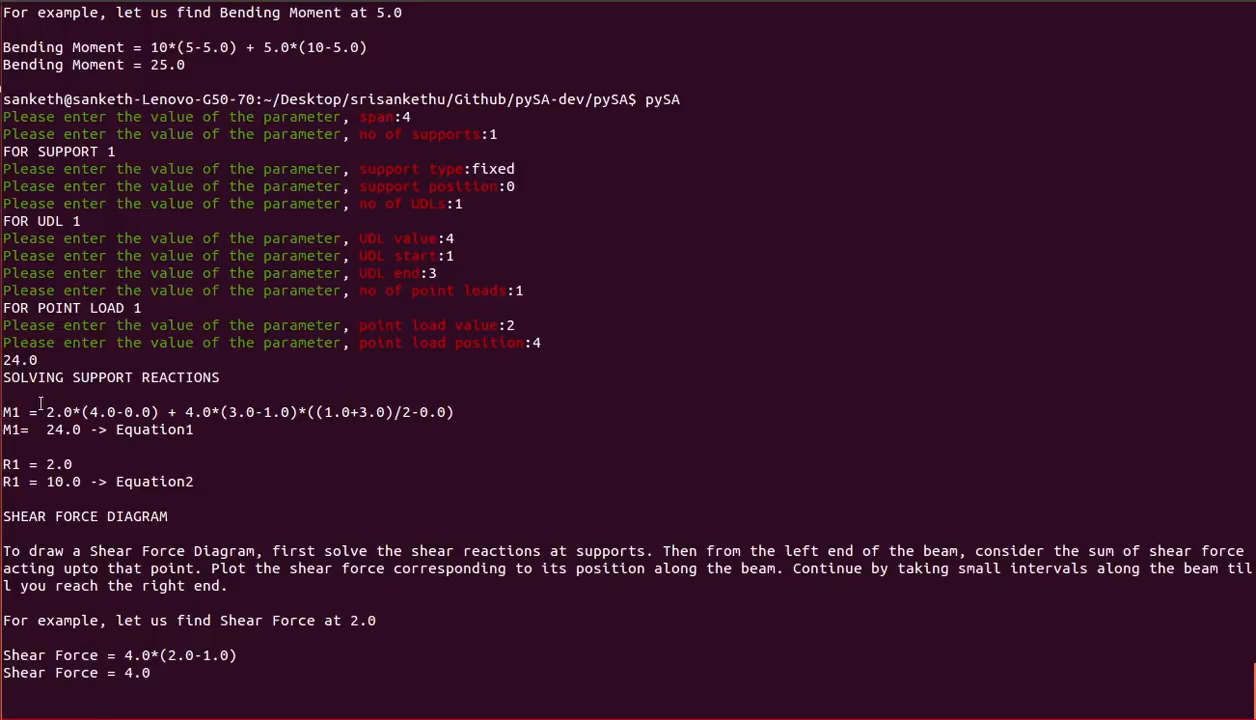 For example, let us find Bending Moment at 5.0
Bending Moment = 10*(5-5.0) + 5.0*(10-5.0)
Bending Moment = 25.0
sanketh@sanketh-Lenovo-G50-70:~/Desktop/srisankethu/Github/pySA-dev/pySA$ pySA
Please enter the value of the parameter, span:4
Please enter the value of the parameter, no of supports:1
FOR SUPPORT 1
Please enter the value of the parameter, support type:fixed
Please enter the value of the parameter, support position:0
Please enter the value of the parameter, no of UDLs:1
FOR UDL 1
Please enter the value of the parameter, UDL value:4
Please enter the value of the parameter, UDL start:1
Please enter the value of the parameter, UDL end:3
Please enter the value of the parameter, no of point loads:1
FOR POINT LOAD 1
Please enter the value of the parameter, point load value:2
Please enter the value of the parameter, point load position:4
24.0
SOLVING SUPPORT REACTIONS
M1 = 2.0*(4.0-0.0) + 4.0*(3.0-1.0)*((1.0+3.0)/2-0.0)
M1=  24.0 -> Equation1
R1 = 2.0
R1 = 10.0 -> Equation2
SHEAR FORCE DIAGRAM
To draw a Shear Force Diagram, first solve the shear reactions at supports. Then from the left end of the beam, consider the sum of shear force
acting upto that point. Plot the shear force corresponding to its position along the beam. Continue by taking small intervals along the beam til
l you reach the right end.
For example, let us find Shear Force at 2.0
Shear Force = 4.0*(2.0-1.0)
Shear Force = 4.0